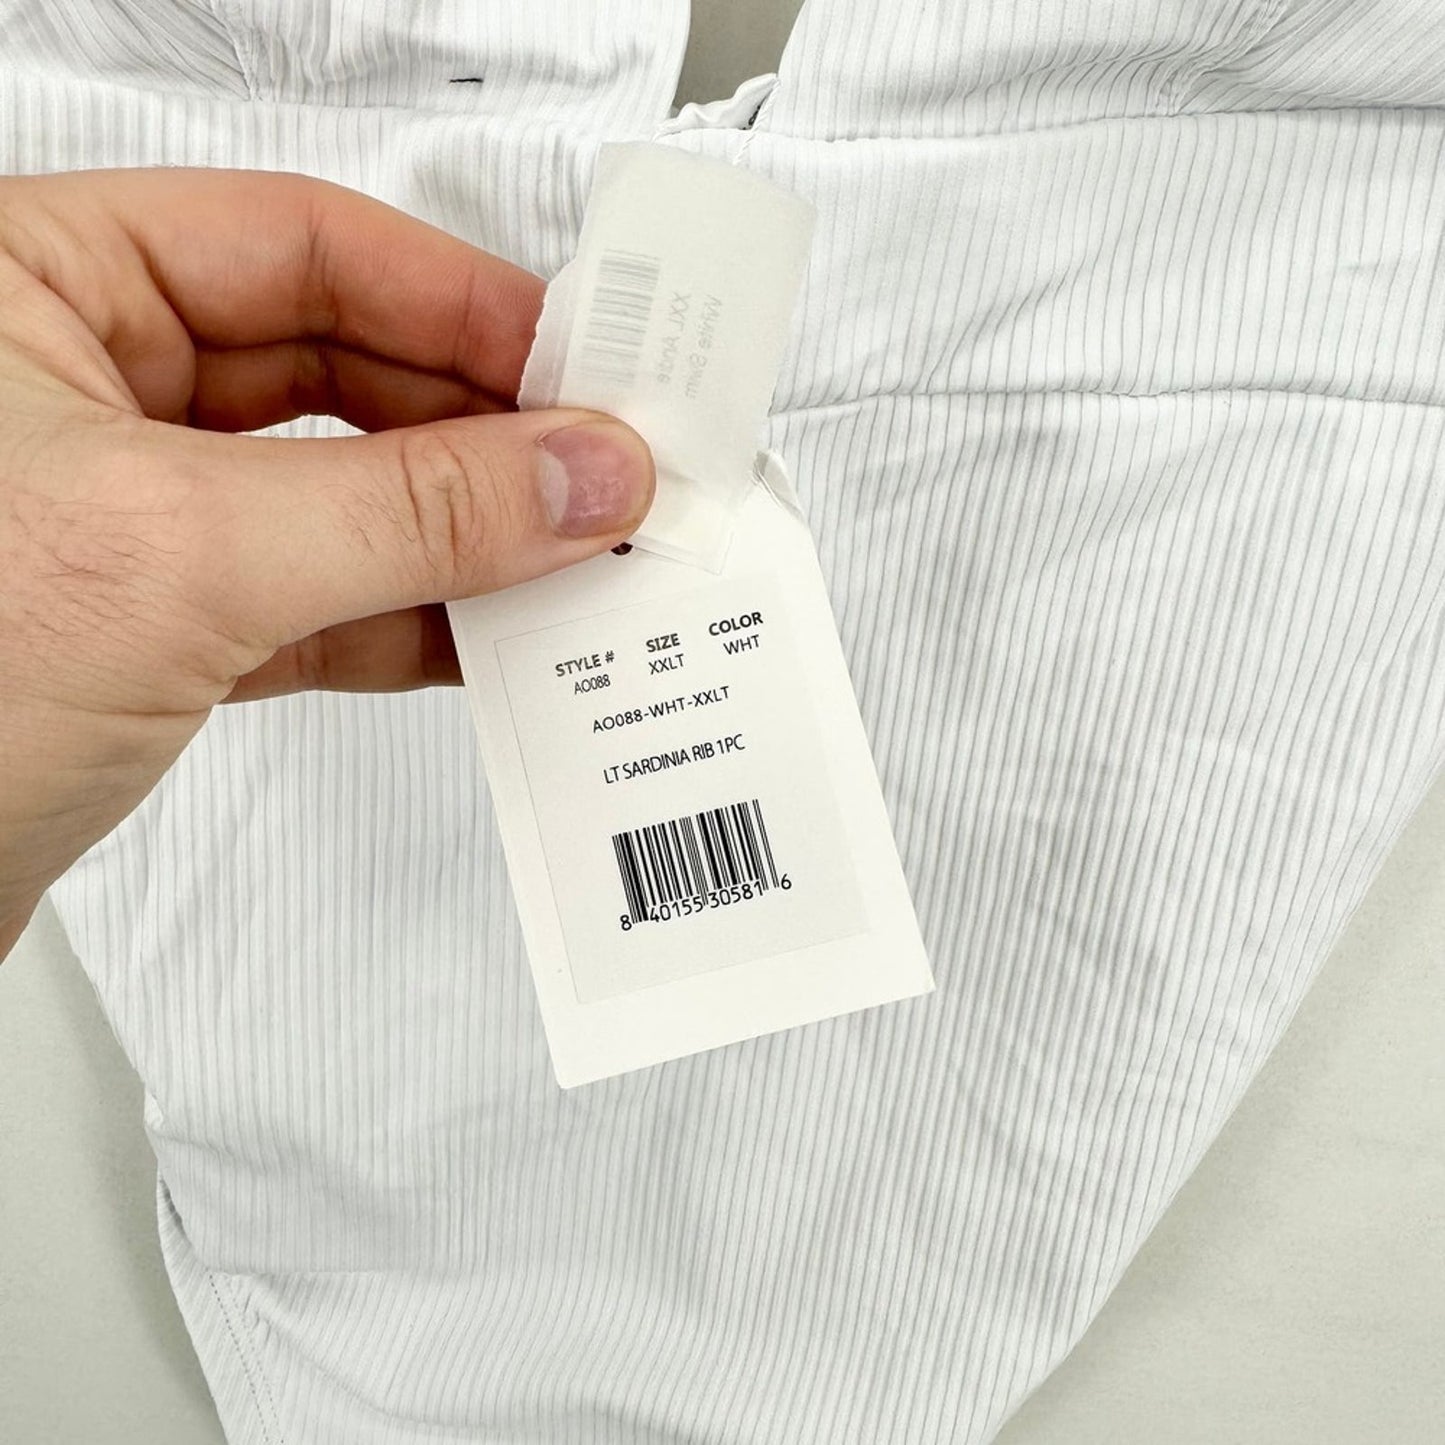 STYLE # SIZE COLOR
AO088 XXLT WHT
AO088-WHT-XXLT
LT SARDINIA RIB 1PC
8 40155 30581 6